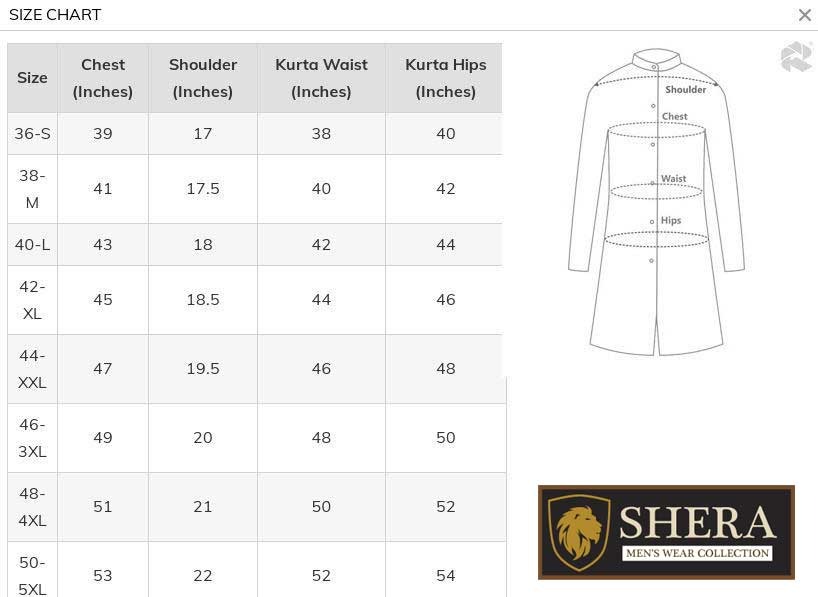 SIZE CHART
Size Chest (Inches) Shoulder (Inches) Kurta Waist (Inches) Kurta Hips (Inches)
36-S 39 17 38 40
38-M 41 17.5 40 42
40-L 43 18 42 44
42-XL 45 18.5 44 46
44-XXL 47 19.5 46 48
46-3XL 49 20 48 50
48-4XL 51 21 50 52
50-5XL 53 22 52 54
Shoulder
Chest
Waist
Hips
SHERA
MEN'S WEAR COLLECTION